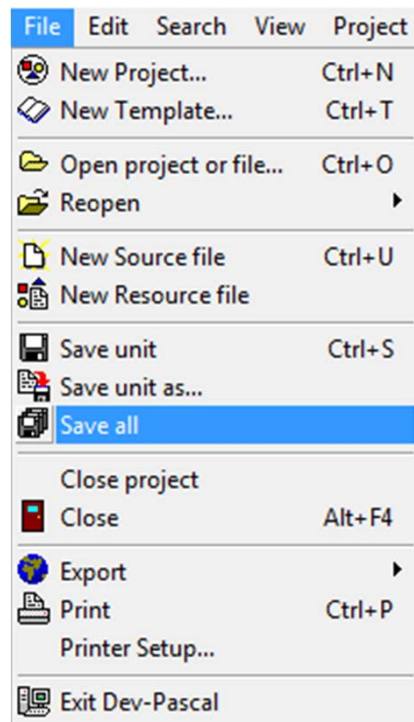 File Edit Search View Project
New Project... Ctrl+N
New Template... Ctrl+T
Open project or file... Ctrl+O
Reopen
New Source file Ctrl+U
New Resource file
Save unit Ctrl+S
Save unit as...
Save all
Close project
Close Alt+F4
Export
Print Ctrl+P
Printer Setup...
Exit Dev-Pascal